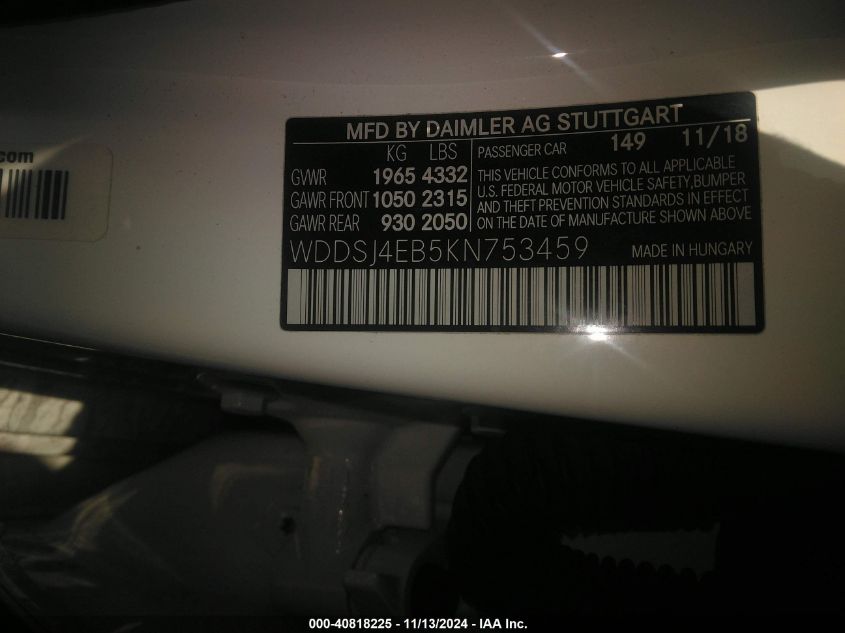 .com
MFD BY DAIMLER AG STUTTGART
KG LBS
GVWR 1965 4332
GAWR FRONT 1050 2315
GAWR REAR 930 2050
PASSENGER CAR 149 11/18
THIS VEHICLE CONFORMS TO ALL APPLICABLE
U.S. FEDERAL MOTOR VEHICLE SAFETY,BUMPER
AND THEFT PREVENTION STANDARDS IN EFFECT
ON THE DATE OF MANUFACTURE SHOWN ABOVE
WDDSJ4EB5KN753459 MADE IN HUNGARY
000-40818225 - 11/13/2024 - IAA Inc.